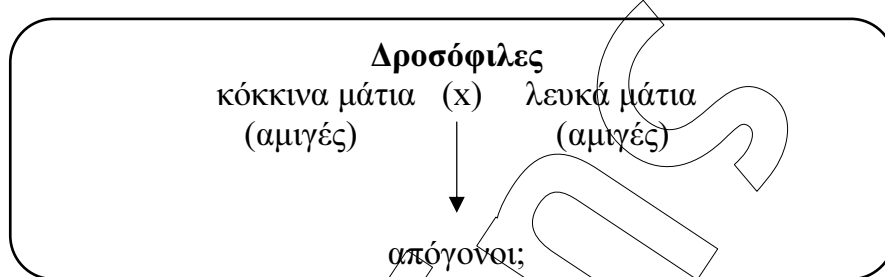 Δροσόφιλες
κόκκινα μάτια (x) λευκά μάτια
(αμιγές) (αμιγές)
απόγονοι;